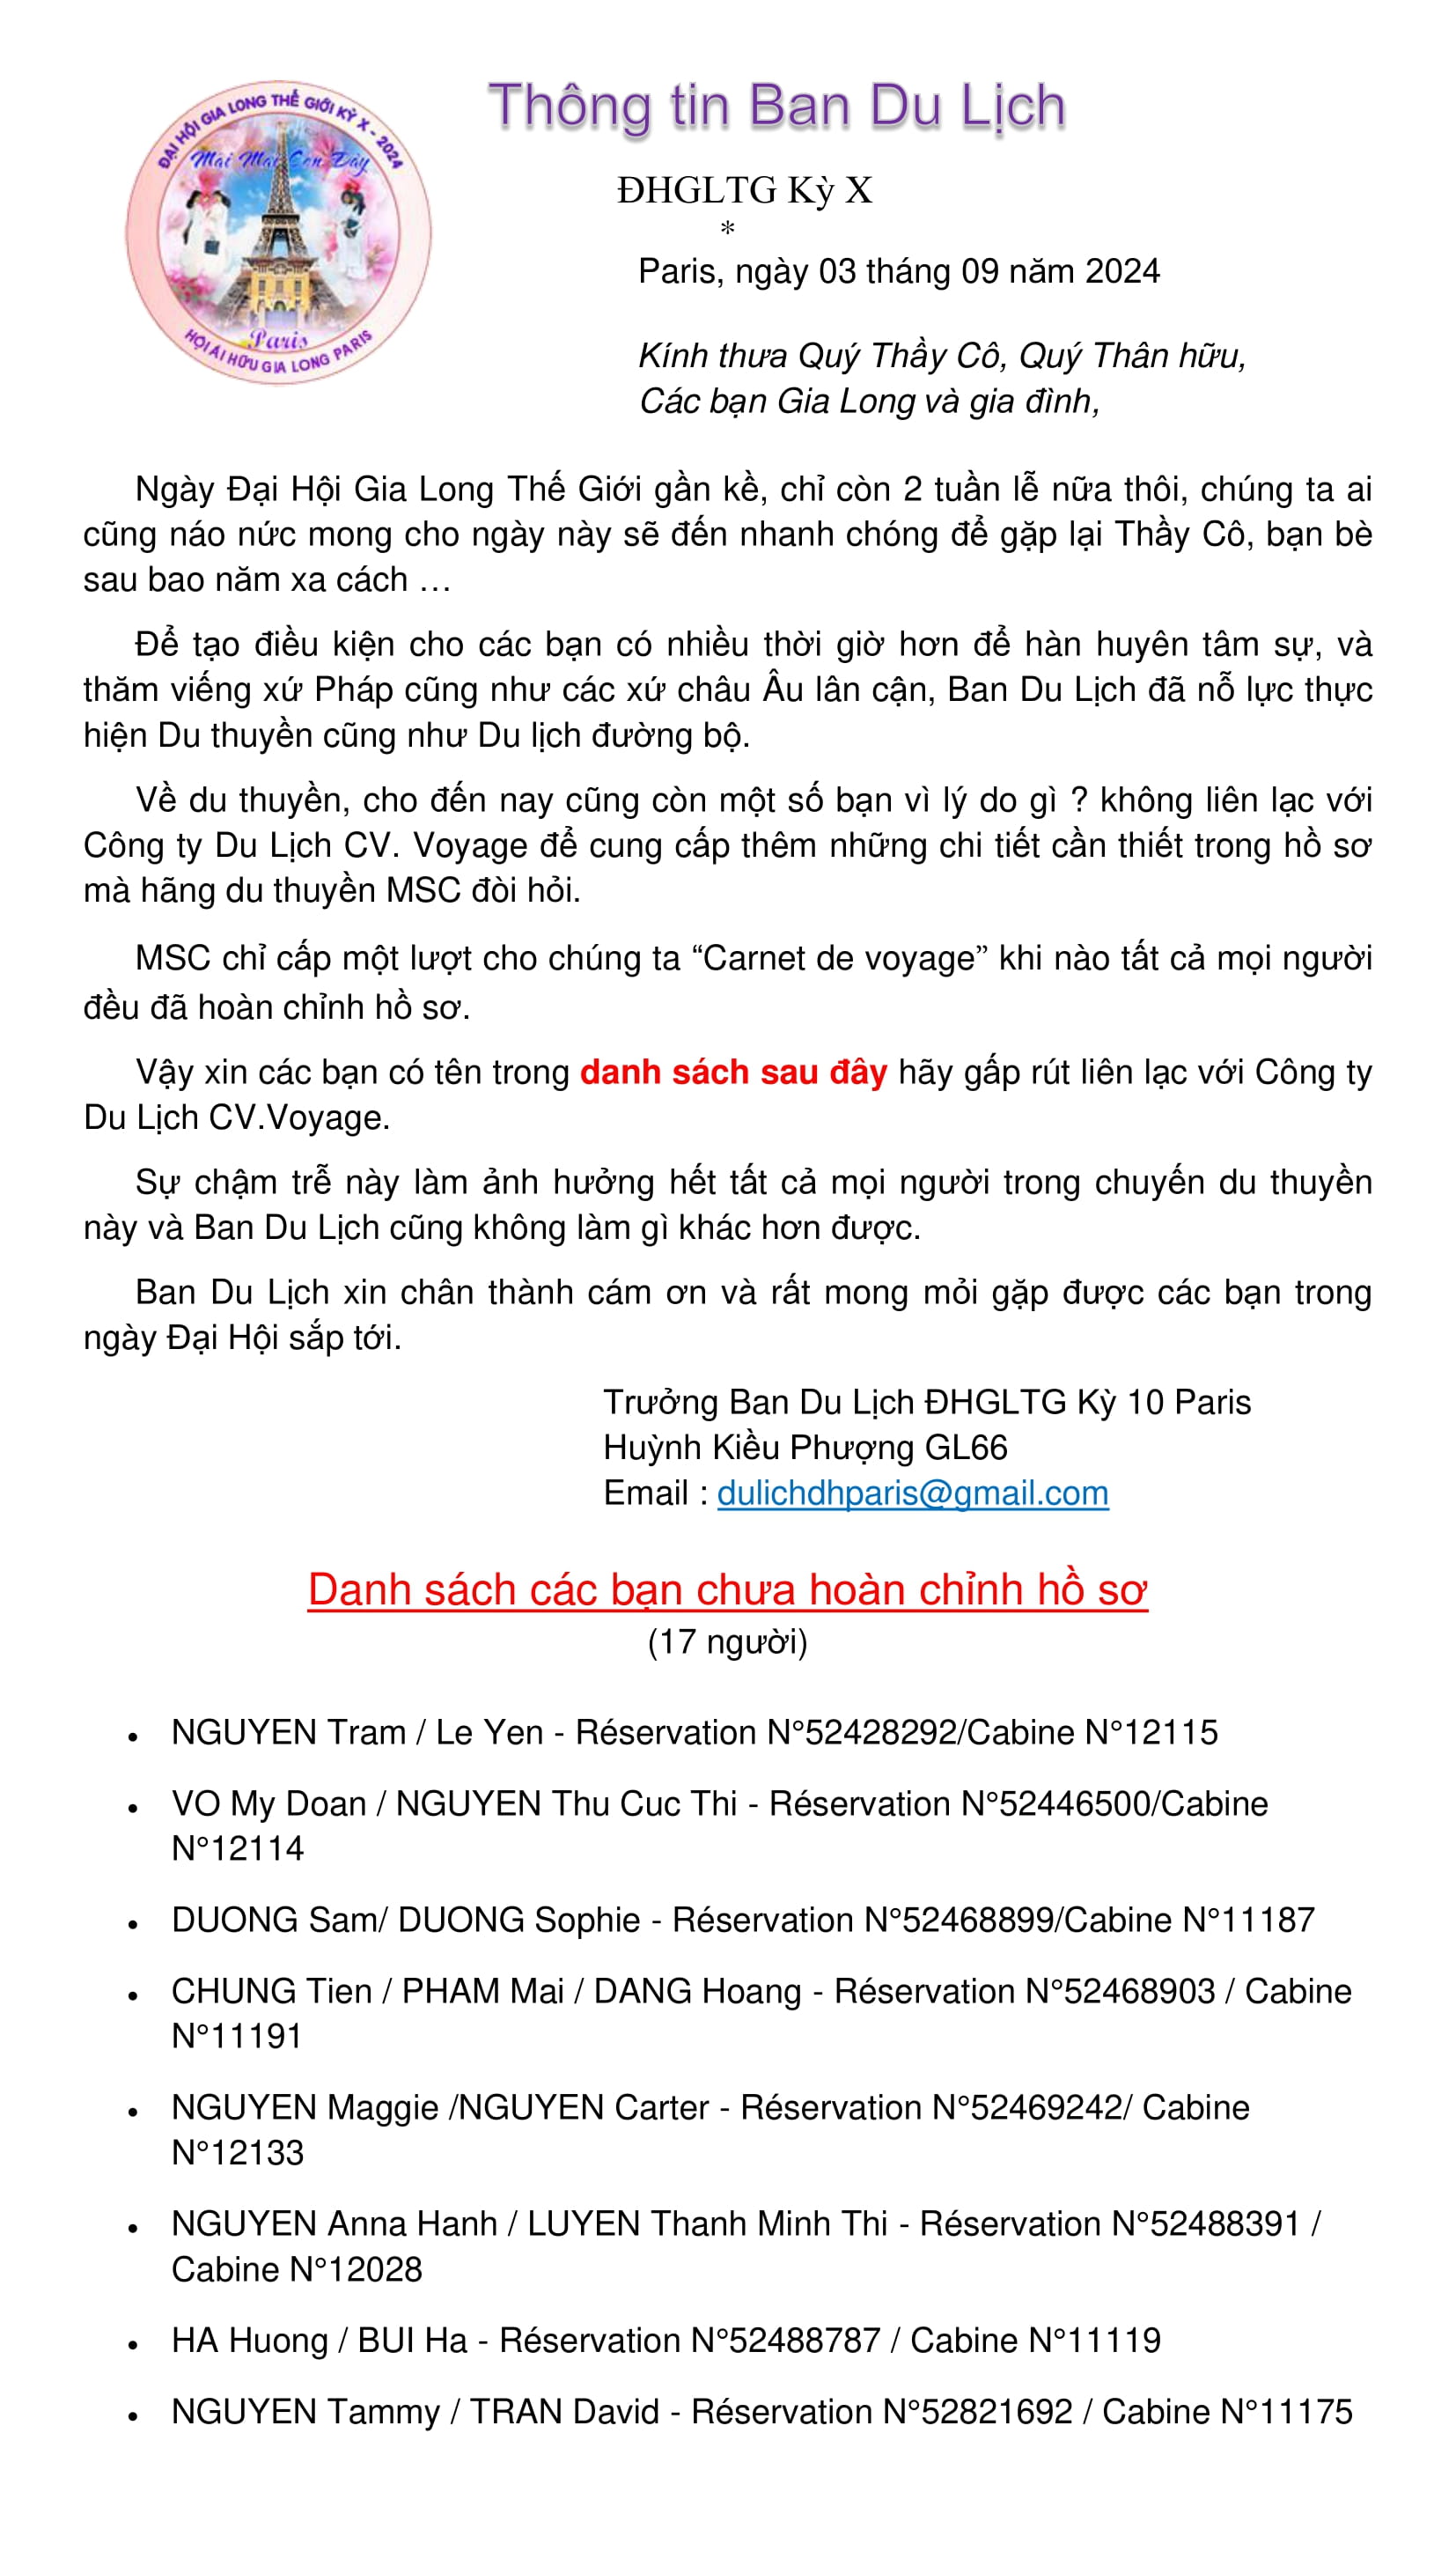 ĐẠI HỘI GIA LONG THẾ GIỚI KỲ X - 2024
Mãi Mãi Còn Đây
Paris
HỘI ÁI HỮU GIA LONG PARIS
Thông tin Ban Du Lịch
ĐHGLTG Kỳ X
*
Paris, ngày 03 tháng 09 năm 2024
Kính thưa Quý Thầy Cô, Quý Thân hữu,
Các bạn Gia Long và gia đình,
Ngày Đại Hội Gia Long Thế Giới gần kề, chỉ còn 2 tuần lễ nữa thôi, chúng ta ai
cũng náo nức mong cho ngày này sẽ đến nhanh chóng để gặp lại Thầy Cô, bạn bè
sau bao năm xa cách …
Để tạo điều kiện cho các bạn có nhiều thời giờ hơn để hàn huyên tâm sự, và
thăm viếng xứ Pháp cũng như các xứ châu Âu lân cận, Ban Du Lịch đã nỗ lực thực
hiện Du thuyền cũng như Du lịch đường bộ.
Về du thuyền, cho đến nay cũng còn một số bạn vì lý do gì ? không liên lạc với
Công ty Du Lịch CV. Voyage để cung cấp thêm những chi tiết cần thiết trong hồ sơ
mà hãng du thuyền MSC đòi hỏi.
MSC chỉ cấp một lượt cho chúng ta “Carnet de voyage” khi nào tất cả mọi người
đều đã hoàn chỉnh hồ sơ.
Vậy xin các bạn có tên trong danh sách sau đây hãy gấp rút liên lạc với Công ty
Du Lịch CV.Voyage.
Sự chậm trễ này làm ảnh hưởng hết tất cả mọi người trong chuyến du thuyền
này và Ban Du Lịch cũng không làm gì khác hơn được.
Ban Du Lịch xin chân thành cám ơn và rất mong mỏi gặp được các bạn trong
ngày Đại Hội sắp tới.
Trưởng Ban Du Lịch ĐHGLTG Kỳ 10 Paris
Huỳnh Kiều Phượng GL66
Email : dulichdhparis@gmail.com
Danh sách các bạn chưa hoàn chỉnh hồ sơ
(17 người)
• NGUYEN Tram / Le Yen - Réservation N°52428292/Cabine N°12115
• VO My Doan / NGUYEN Thu Cuc Thi - Réservation N°52446500/Cabine
N°12114
• DUONG Sam/ DUONG Sophie - Réservation N°52468899/Cabine N°11187
• CHUNG Tien / PHAM Mai / DANG Hoang - Réservation N°52468903 / Cabine
N°11191
• NGUYEN Maggie /NGUYEN Carter - Réservation N°52469242/ Cabine
N°12133
• NGUYEN Anna Hanh / LUYEN Thanh Minh Thi - Réservation N°52488391 /
Cabine N°12028
• HA Huong / BUI Ha - Réservation N°52488787 / Cabine N°11119
• NGUYEN Tammy / TRAN David - Réservation N°52821692 / Cabine N°11175